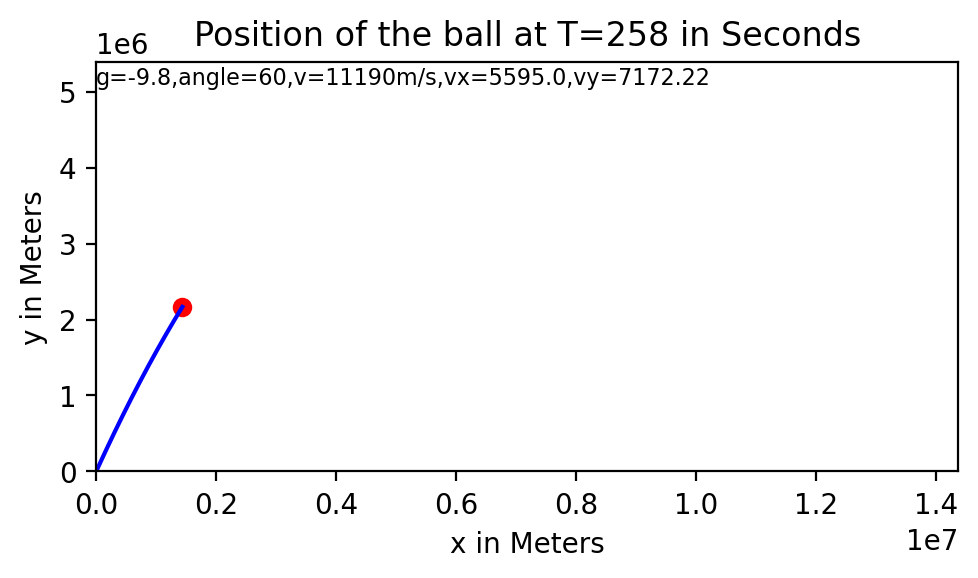 Position of the ball at T=258 in Seconds
1e6
g=-9.8,angle=60,v=11190m/s,vx=5595.0,vy=7172.22
5
4
3
2
1
0
y in Meters
0.0 0.2 0.4 0.6 0.8 1.0 1.2 1.4
x in Meters
1e7